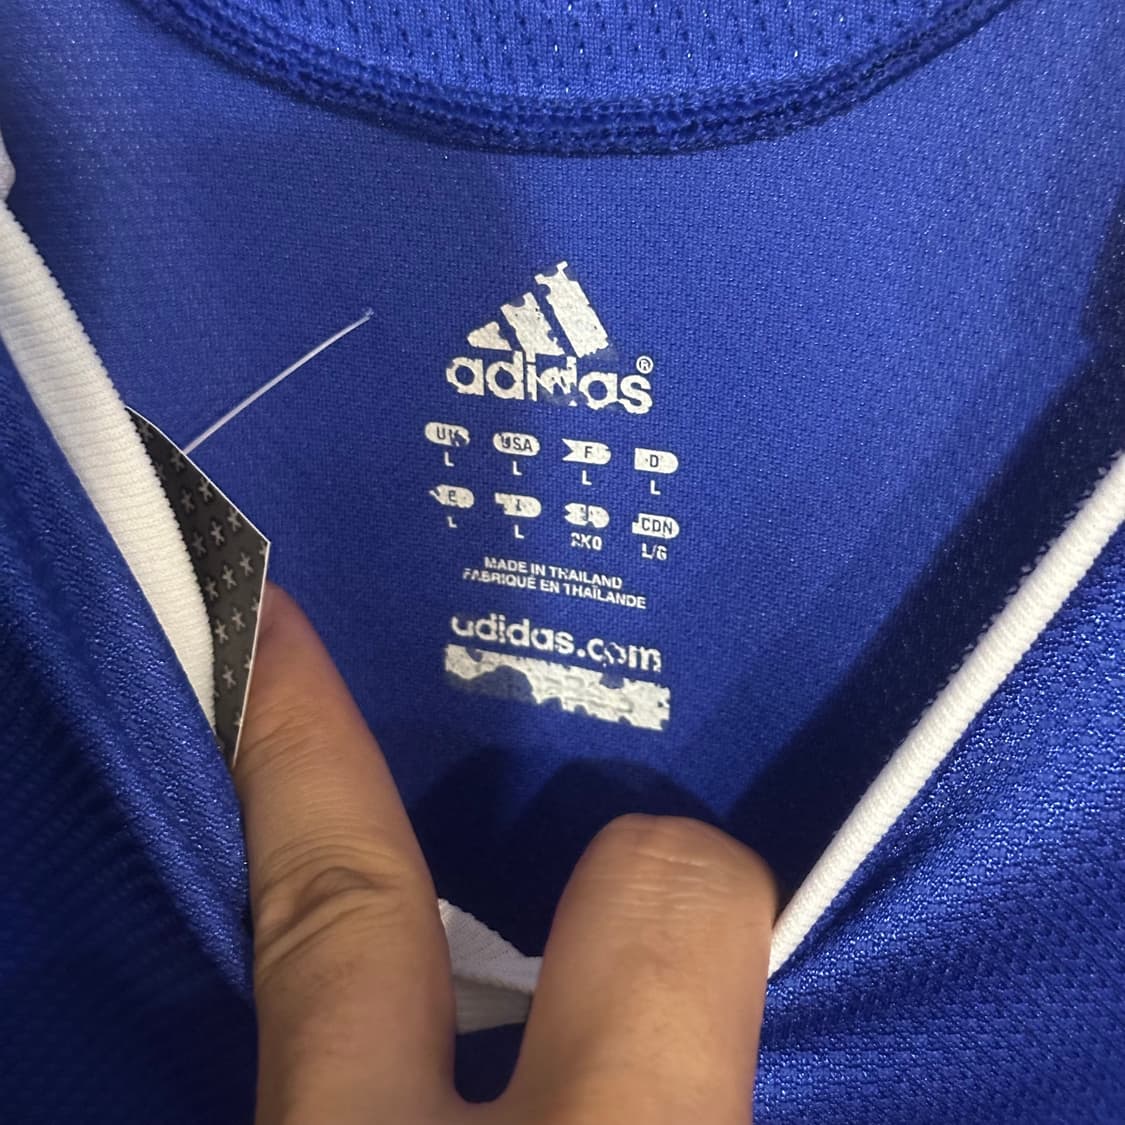 adidas®
UK USA F D
L L L L
E I J CDN
L L 2XO L/G
MADE IN THAILAND
FABRIQUÉ EN THAÏLANDE
adidas.com